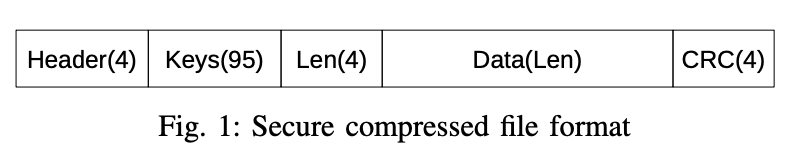 Header(4) Keys(95) Len(4) Data(Len) CRC(4)
Fig. 1: Secure compressed file format